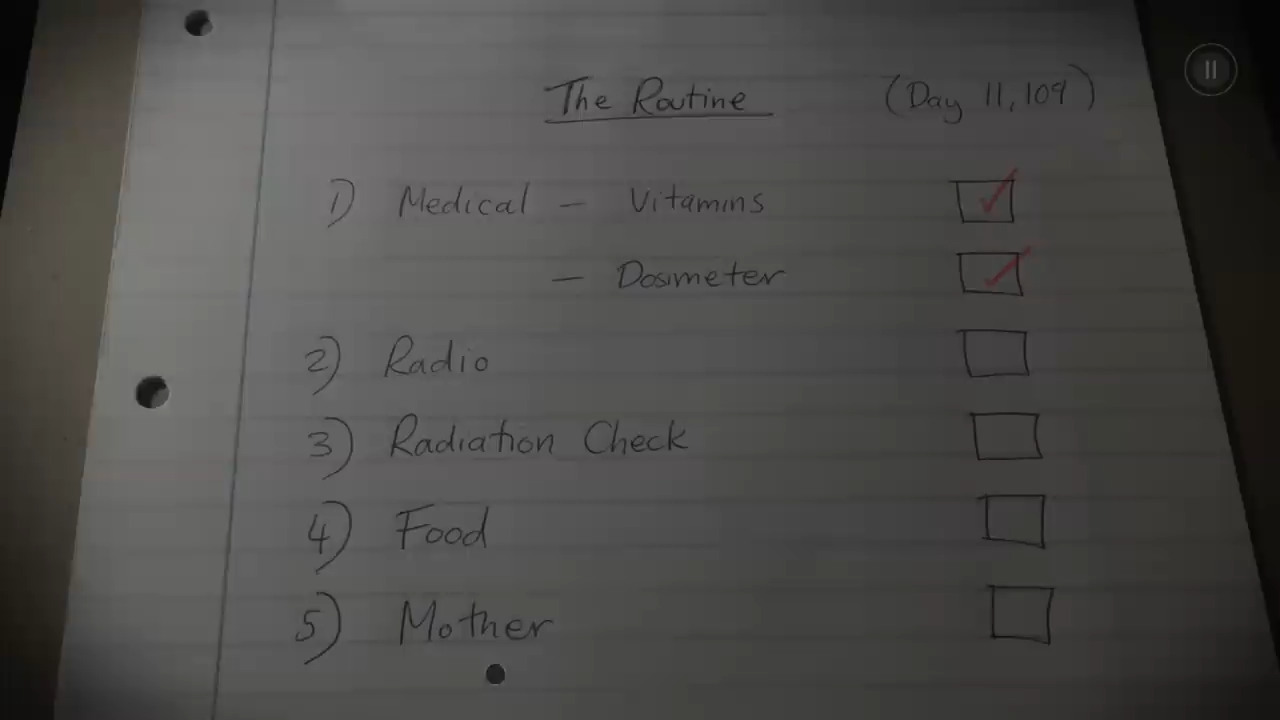 The Routine (Day 11,109)
1) Medical - Vitamins
- Dosimeter
2) Radio
3) Radiation Check
4) Food
5) Mother